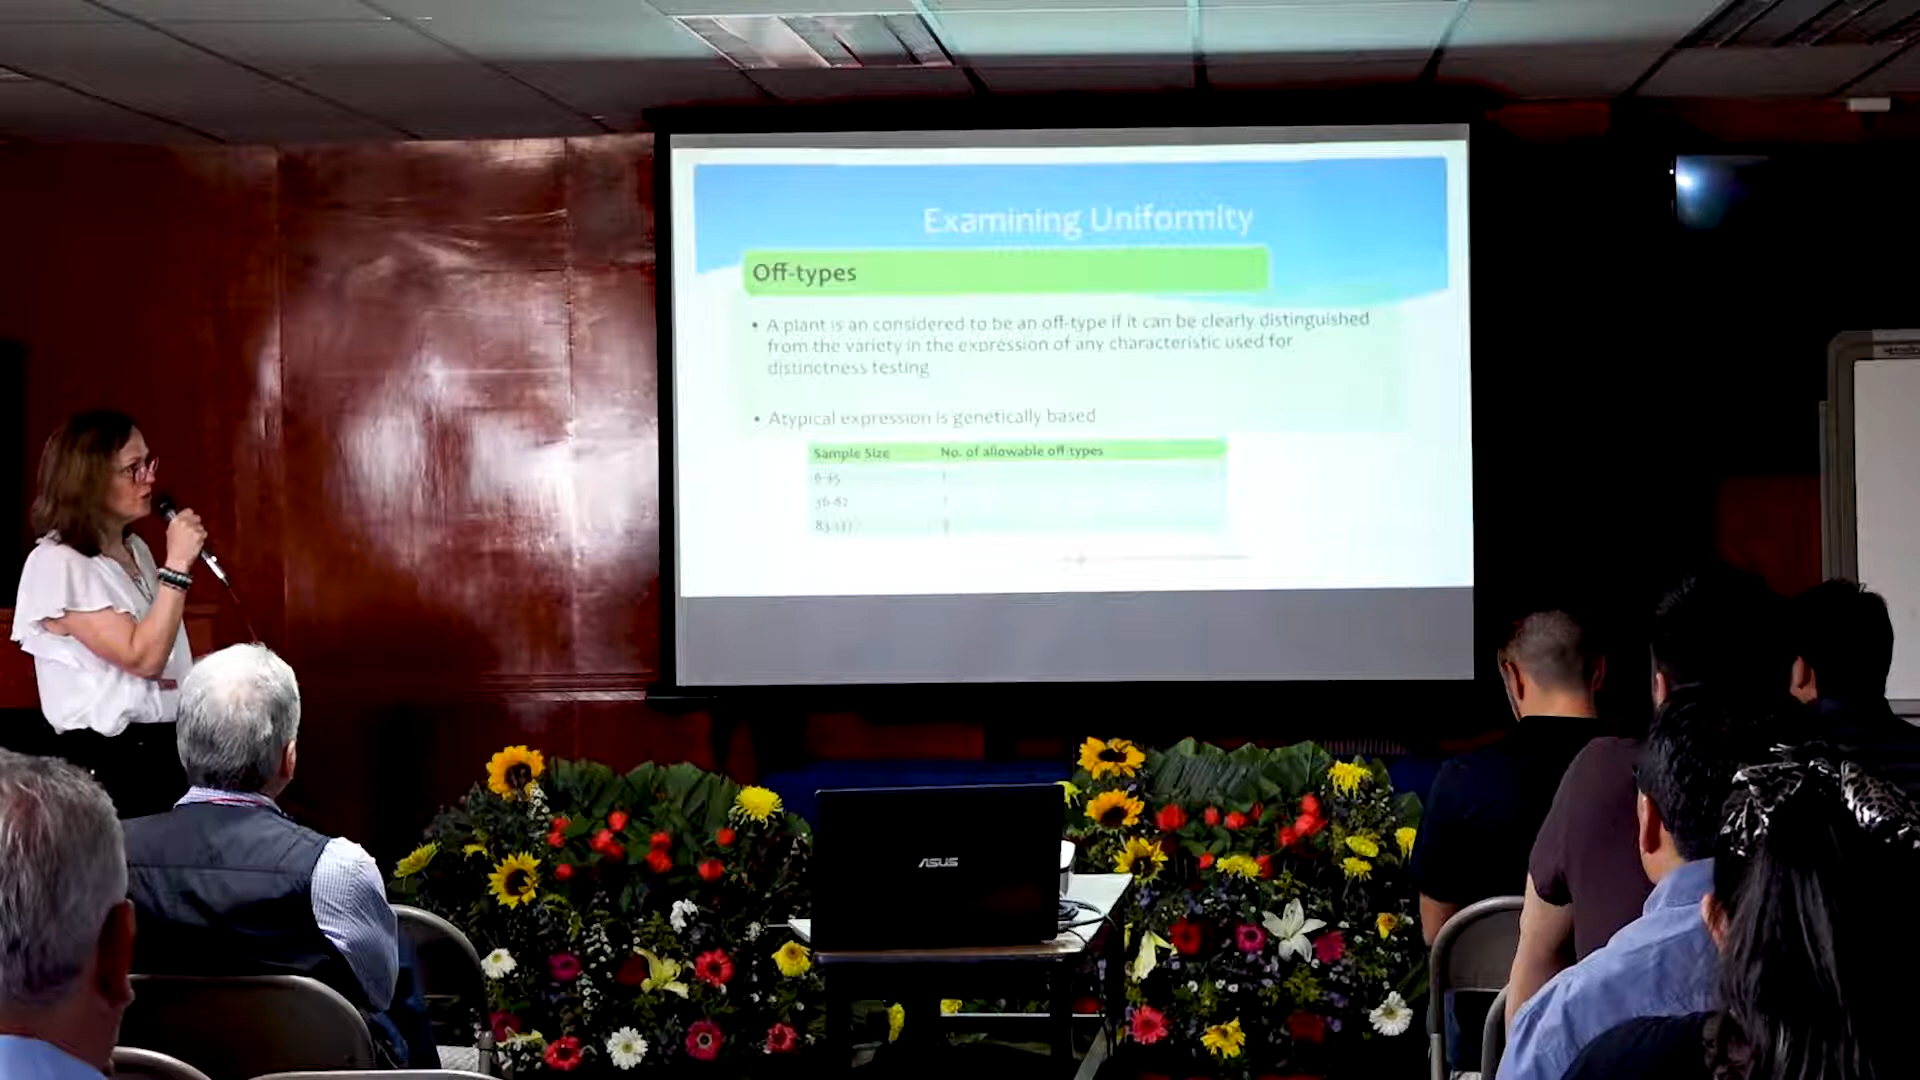 Examining Uniformity
Off-types
• A plant is an considered to be an off-type if it can be clearly distinguished
from the variety in the expression of any characteristic used for
distinctness testing
• Atypical expression is genetically based
Sample Size No. of allowable off types
36-82
ASUS